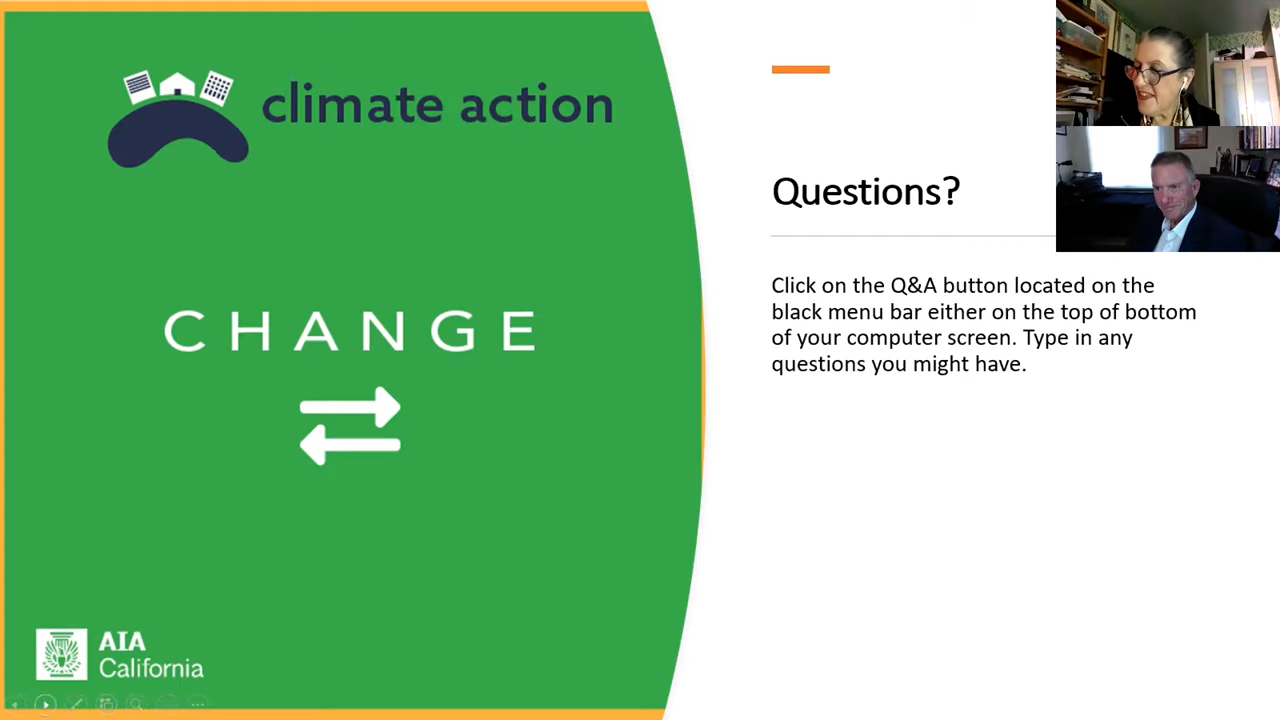 climate action
CHANGE
AIA
California
Questions?
Click on the Q&A button located on the
black menu bar either on the top of bottom
of your computer screen. Type in any
questions you might have.